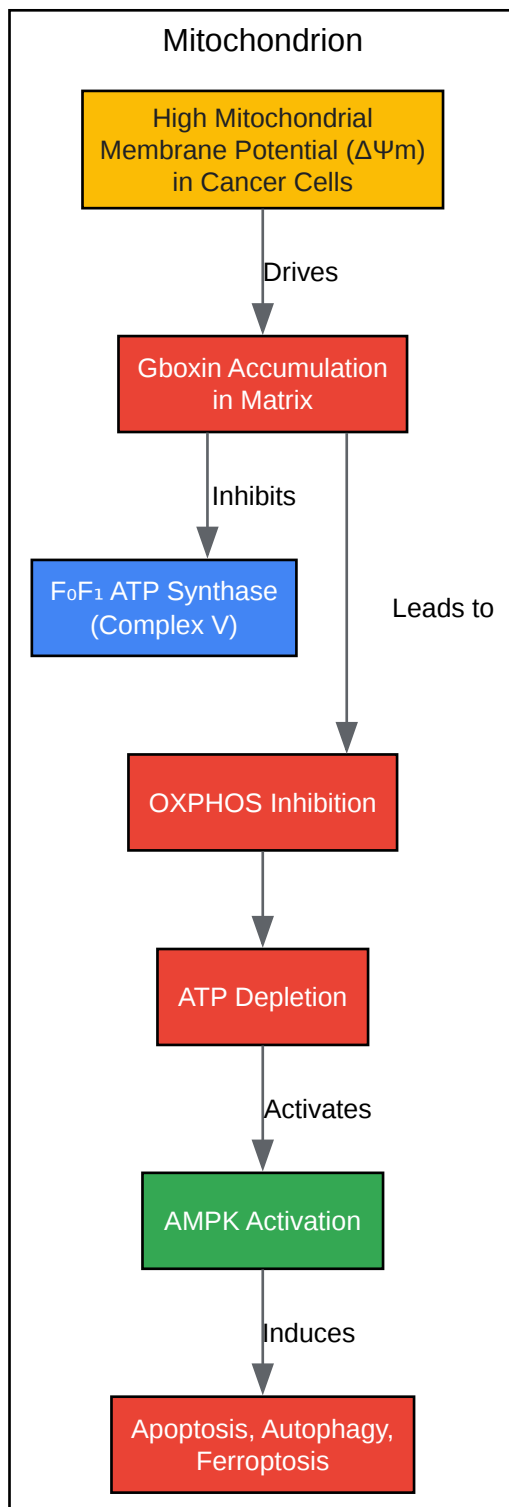 Mitochondrion
High Mitochondrial
Membrane Potential (ΔΨm)
in Cancer Cells
Drives
Gboxin Accumulation
in Matrix
Inhibits
F₀F₁ ATP Synthase
(Complex V)
Leads to
OXPHOS Inhibition
ATP Depletion
Activates
AMPK Activation
Induces
Apoptosis, Autophagy,
Ferroptosis